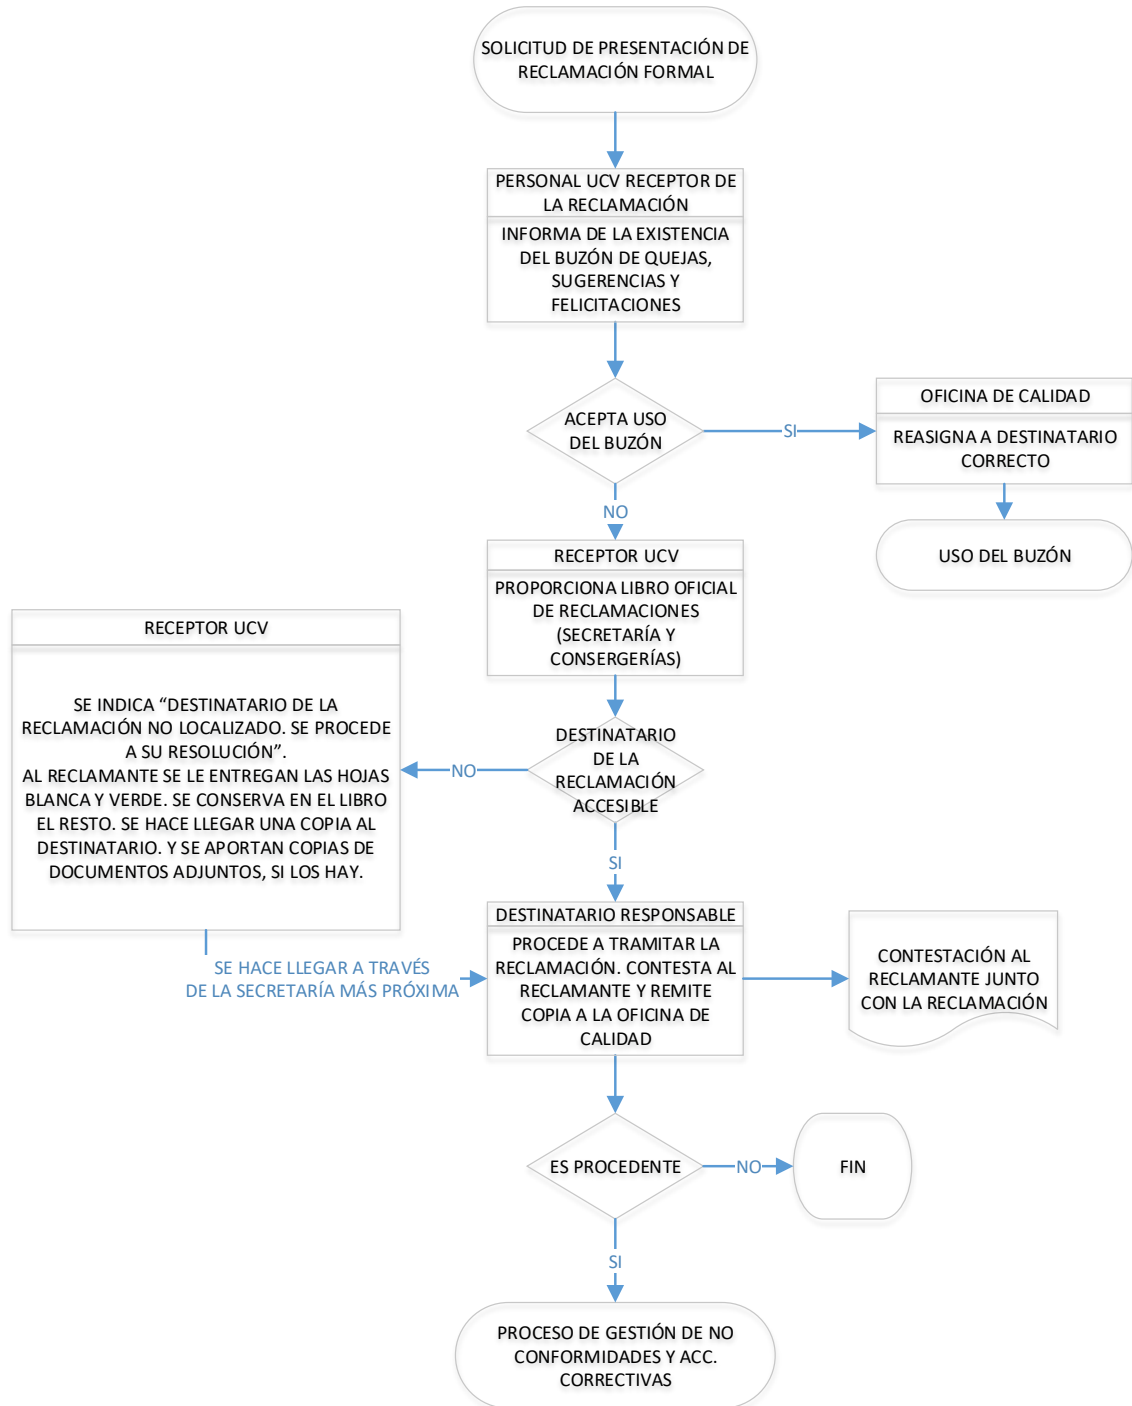 SOLICITUD DE PRESENTACIÓN DE
RECLAMACIÓN FORMAL
PERSONAL UCV RECEPTOR DE
LA RECLAMACIÓN
INFORMA DE LA EXISTENCIA
DEL BUZÓN DE QUEJAS,
SUGERENCIAS Y
FELICITACIONES
ACEPTA USO
DEL BUZÓN
SI
OFICINA DE CALIDAD
REASIGNA A DESTINATARIO
CORRECTO
USO DEL BUZÓN
NO
RECEPTOR UCV
PROPORCIONA LIBRO OFICIAL
DE RECLAMACIONES
(SECRETARÍA Y
CONSERGERÍAS)
DESTINATARIO
DE LA
RECLAMACIÓN
ACCESIBLE
NO
RECEPTOR UCV
SE INDICA “DESTINATARIO DE LA
RECLAMACIÓN NO LOCALIZADO. SE PROCEDE
A SU RESOLUCIÓN”.
AL RECLAMANTE SE LE ENTREGAN LAS HOJAS
BLANCA Y VERDE. SE CONSERVA EN EL LIBRO
EL RESTO. SE HACE LLEGAR UNA COPIA AL
DESTINATARIO. Y SE APORTAN COPIAS DE
DOCUMENTOS ADJUNTOS, SI LOS HAY.
SE HACE LLEGAR A TRAVÉS
DE LA SECRETARÍA MÁS PRÓXIMA
SI
DESTINATARIO RESPONSABLE
PROCEDE A TRAMITAR LA
RECLAMACIÓN. CONTESTA AL
RECLAMANTE Y REMITE
COPIA A LA OFICINA DE
CALIDAD
CONTESTACIÓN AL
RECLAMANTE JUNTO
CON LA RECLAMACIÓN
ES PROCEDENTE
NO
FIN
SI
PROCESO DE GESTIÓN DE NO
CONFORMIDADES Y ACC.
CORRECTIVAS